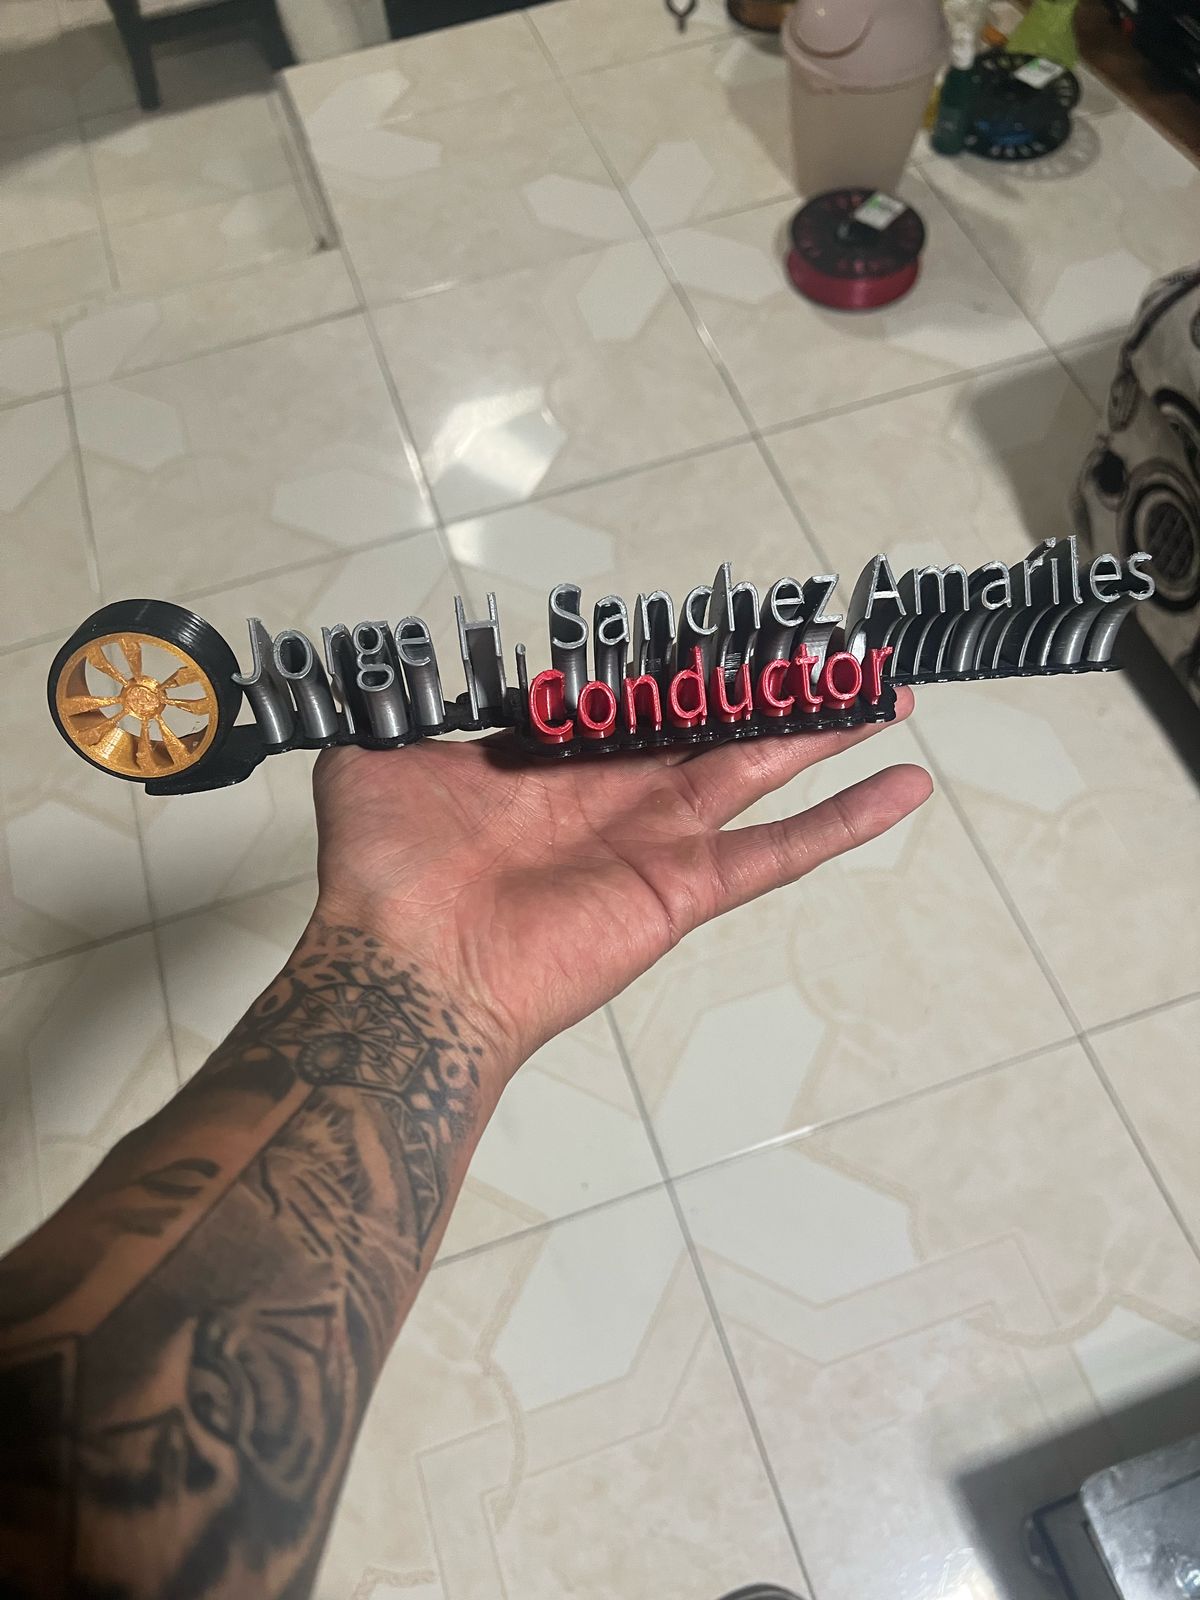 Jorge H. Sanchez Amariles
Conductor